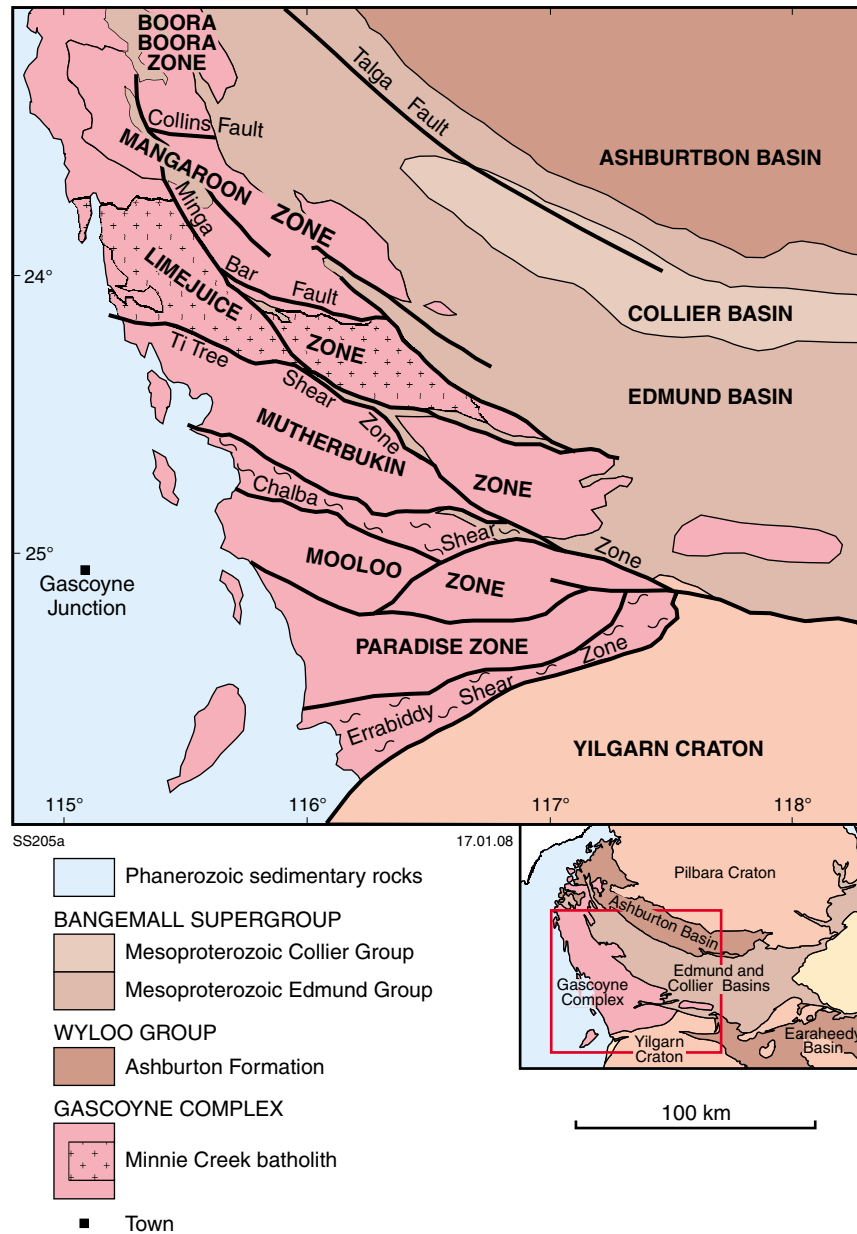 BOORA
BOORA
ZONE
Talga Fault
Collins Fault
ASHBURTBON BASIN
MANGAROON ZONE
Minga Bar Fault
24°
LIMEJUICE ZONE
COLLIER BASIN
Ti Tree Shear Zone
EDMUND BASIN
MUTHERBUKIN ZONE
Chalba Shear Zone
25°
MOOLOO ZONE
Gascoyne
Junction
PARADISE ZONE
Errabiddy Shear Zone
YILGARN CRATON
115° 116° 117° 118°
SS205a 17.01.08
Phanerozoic sedimentary rocks
BANGEMALL SUPERGROUP
Mesoproterozoic Collier Group
Mesoproterozoic Edmund Group
WYLOO GROUP
Ashburton Formation
GASCOYNE COMPLEX
Minnie Creek batholith
Town
Pilbara Craton
Ashburton Basin
Edmund and
Collier Basins
Gascoyne
Complex
Yilgarn
Craton
Earaheedy
Basin
100 km